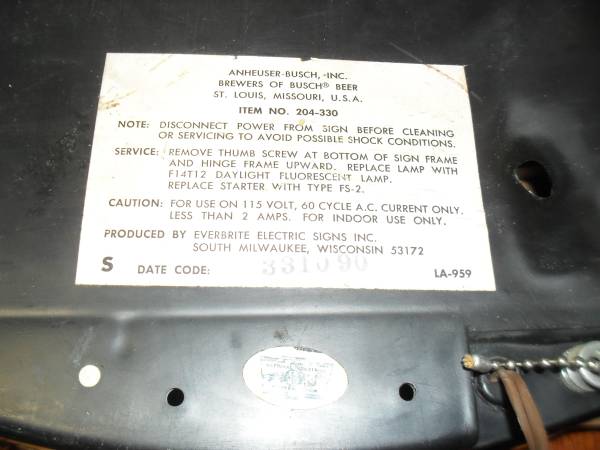 ANHEUSER-BUSCH, INC.
BREWERS OF BUSCH® BEER
ST. LOUIS, MISSOURI, U.S.A.
ITEM NO. 204-330
NOTE: DISCONNECT POWER FROM SIGN BEFORE CLEANING
OR SERVICING TO AVOID POSSIBLE SHOCK CONDITIONS.
SERVICE: REMOVE THUMB SCREW AT BOTTOM OF SIGN FRAME
AND HINGE FRAME UPWARD. REPLACE LAMP WITH
F14T12 DAYLIGHT FLUORESCENT LAMP.
REPLACE STARTER WITH TYPE FS-2.
CAUTION: FOR USE ON 115 VOLT, 60 CYCLE A.C. CURRENT ONLY.
LESS THAN 2 AMPS. FOR INDOOR USE ONLY.
PRODUCED BY EVERBRITE ELECTRIC SIGNS INC.
SOUTH MILWAUKEE, WISCONSIN 53172
S DATE CODE: 331090 LA-959